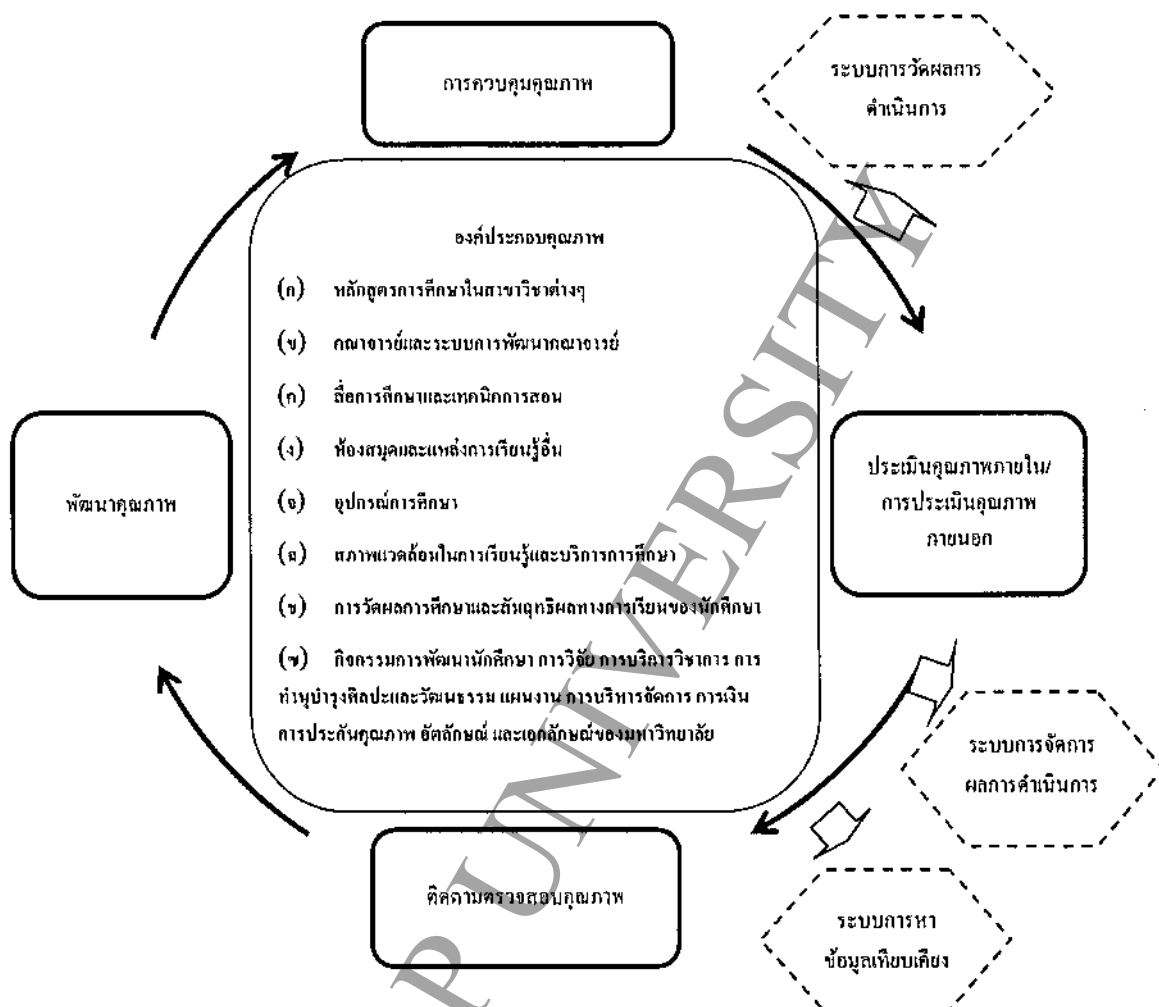 การควบคุมคุณภาพ
ระบบการวัดผลการ
ดำเนินการ
องค์ประกอบคุณภาพ
(ก) หลักสูตรการศึกษาในสาขาวิชาต่างๆ
(ข) คณาจารย์และระบบการพัฒนาคณาจารย์
(ค) สื่อการศึกษาและเทคนิคการสอน
(ง) ห้องสมุดและแหล่งการเรียนรู้อื่น
(จ) อุปกรณ์การศึกษา
(ฉ) สภาพแวดล้อมในการเรียนรู้และบริการการศึกษา
(ช) การวัดผลการศึกษาและสัมฤทธิผลทางการเรียนของนักศึกษา
(ซ) กิจกรรมการพัฒนานักศึกษา การวิจัย การบริการวิชาการ การ
ทำนุบำรุงศิลปะและวัฒนธรรม แผนงาน การบริหารจัดการ การเงิน
การประกันคุณภาพ อัตลักษณ์ และเอกลักษณ์ของมหาวิทยาลัย
พัฒนาคุณภาพ
ประเมินคุณภาพภายใน/
การประเมินคุณภาพ
ภายนอก
ระบบการจัดการ
ผลการดำเนินการ
ติดตามตรวจสอบคุณภาพ
ระบบการหา
ข้อมูลเทียบเคียง
P UNIVERSITY